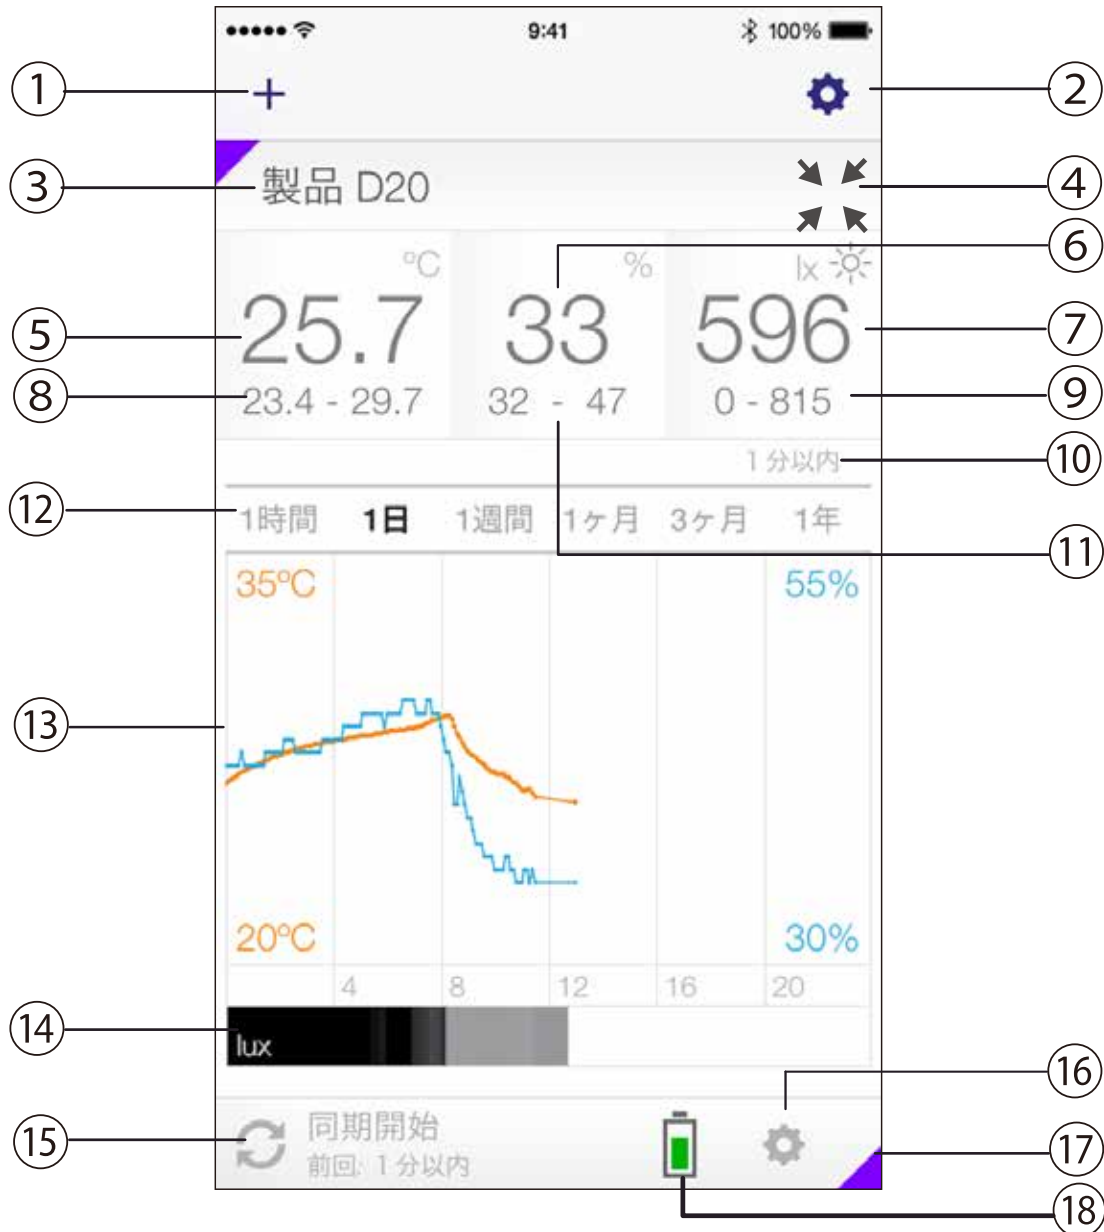 9:41 100%
① + ②
③ 製品 D20 ④
⑥
°C % lx
⑤ 25.7 33 596 ⑦
⑧ 23.4 - 29.7 32 - 47 0 - 815 ⑨
1分以内 ⑩
⑫ 1時間 1日 1週間 1ヶ月 3ヶ月 1年
⑪
35°C 55%
⑬
20°C 30%
4 8 12 16 20
⑭ lux
⑯
⑮ 同期開始
前回: 1分以内 ⑰
⑱